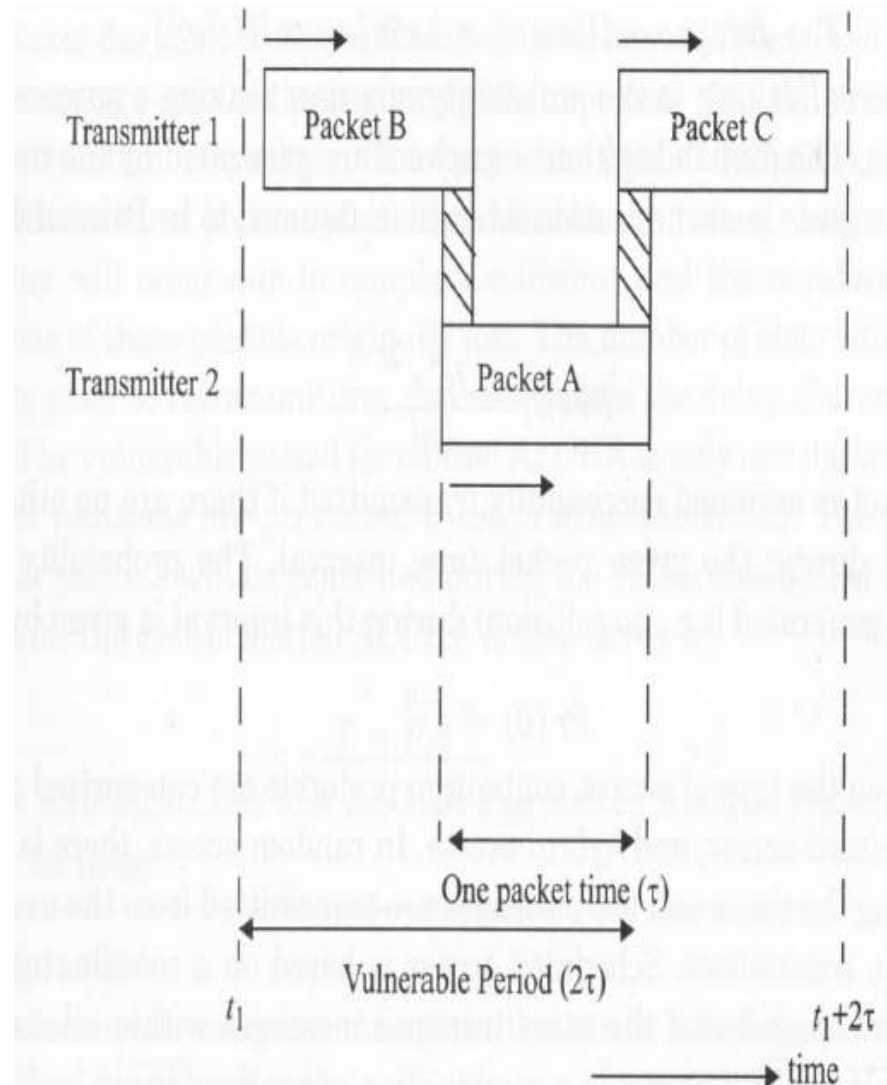 Transmitter 1
Packet B
Packet C
Transmitter 2
Packet A
One packet time (τ)
Vulnerable Period (2τ)
t₁
t₁+2τ
time